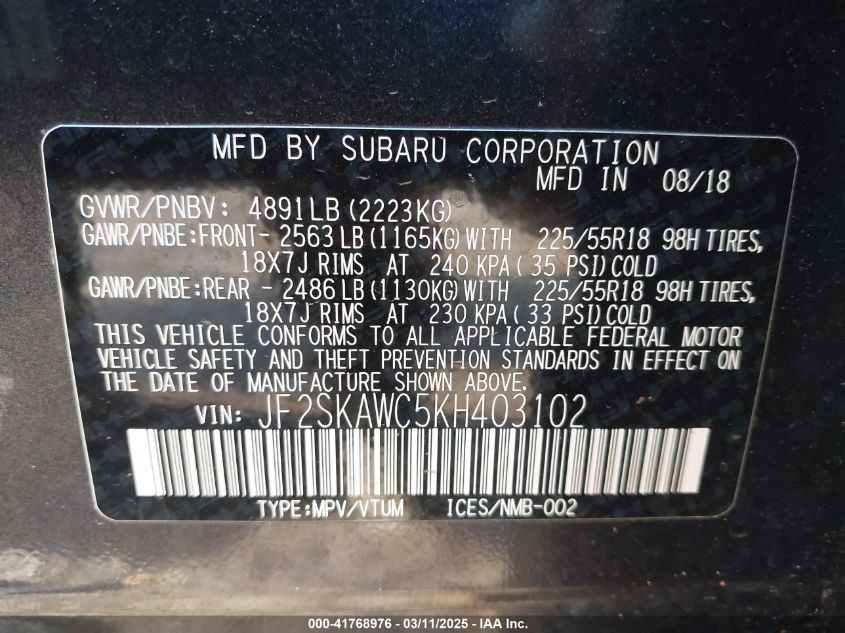 MFD BY SUBARU CORPORATION
MFD IN 08/18
GVWR/PNBV: 4891LB (2223KG)
GAWR/PNBE:FRONT- 2563 LB (1165KG) WITH 225/55R18 98H TIRES,
18X7J RIMS AT 240 KPA ( 35 PSI) COLD
GAWR/PNBE:REAR - 2486 LB (1130KG) WITH 225/55R18 98H TIRES,
18X7J RIMS AT 230 KPA ( 33 PSI) COLD
THIS VEHICLE CONFORMS TO ALL APPLICABLE FEDERAL MOTOR
VEHICLE SAFETY AND THEFT PREVENTION STANDARDS IN EFFECT ON
THE DATE OF MANUFACTURE SHOWN ABOVE.
VIN: JF2SKAWC5KH403102
TYPE:MPV/VTUM ICES/NMB-002
000-41768976 - 03/11/2025 - IAA Inc.